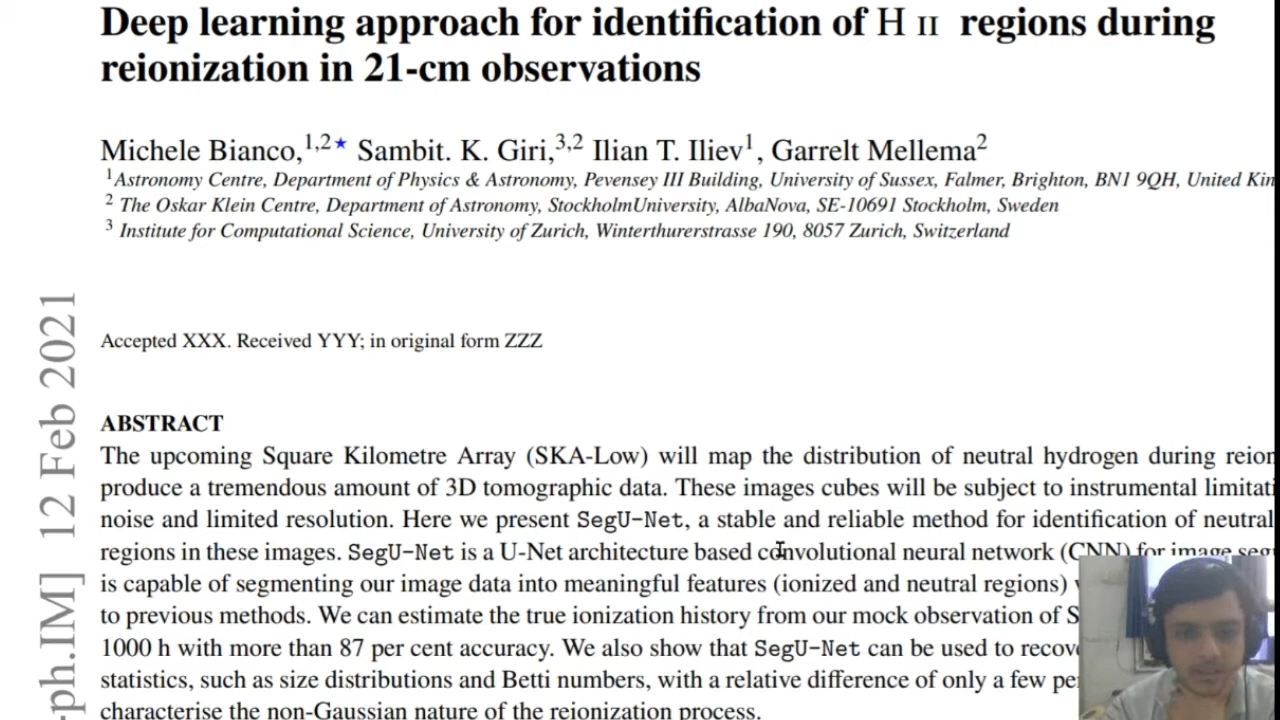 Deep learning approach for identification of H II regions during
reionization in 21-cm observations
Michele Bianco,1,2★ Sambit. K. Giri,3,2 Ilian T. Iliev1, Garrelt Mellema2
1Astronomy Centre, Department of Physics & Astronomy, Pevensey III Building, University of Sussex, Falmer, Brighton, BN1 9QH, United Kin
2 The Oskar Klein Centre, Department of Astronomy, StockholmUniversity, AlbaNova, SE-10691 Stockholm, Sweden
3 Institute for Computational Science, University of Zurich, Winterthurerstrasse 190, 8057 Zurich, Switzerland
Accepted XXX. Received YYY; in original form ZZZ
ABSTRACT
The upcoming Square Kilometre Array (SKA-Low) will map the distribution of neutral hydrogen during reion
produce a tremendous amount of 3D tomographic data. These images cubes will be subject to instrumental limitati
noise and limited resolution. Here we present SegU-Net, a stable and reliable method for identification of neutral
regions in these images. SegU-Net is a U-Net architecture based convolutional neural network (CNN) for image seg
is capable of segmenting our image data into meaningful features (ionized and neutral regions)
to previous methods. We can estimate the true ionization history from our mock observation of S
1000 h with more than 87 per cent accuracy. We also show that SegU-Net can be used to recov
statistics, such as size distributions and Betti numbers, with a relative difference of only a few pe
characterise the non-Gaussian nature of the reionization process.
-ph.IM] 12 Feb 2021